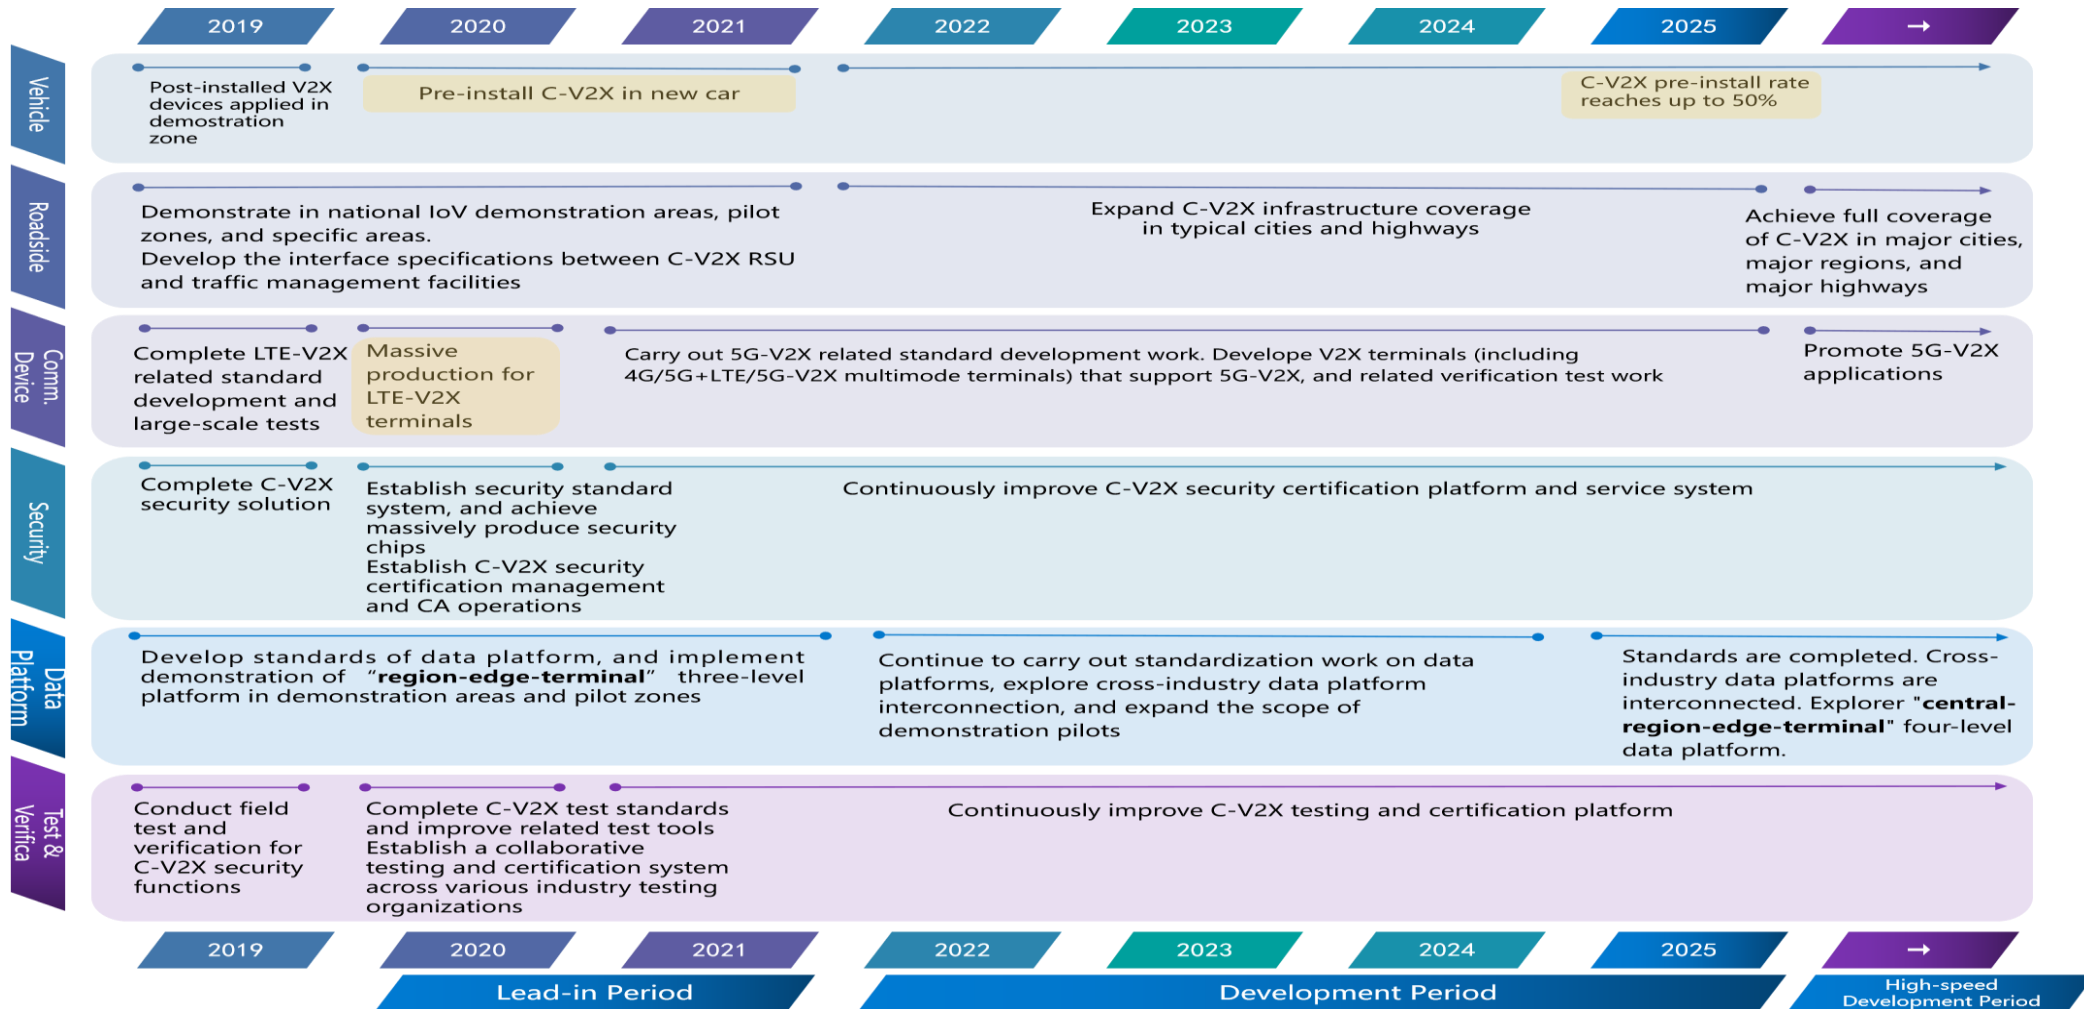 2019 2020 2021 2022 2023 2024 2025 →
Vehicle
Post-installed V2X
devices applied in
demostration
zone
Pre-install C-V2X in new car
C-V2X pre-install rate
reaches up to 50%
Roadside
Demonstrate in national IoV demonstration areas, pilot
zones, and specific areas.
Develop the interface specifications between C-V2X RSU
and traffic management facilities
Expand C-V2X infrastructure coverage
in typical cities and highways
Achieve full coverage
of C-V2X in major cities,
major regions, and
major highways
Comm.
Device
Complete LTE-V2X
related standard
development and
large-scale tests
Massive
production for
LTE-V2X
terminals
Carry out 5G-V2X related standard development work. Develope V2X terminals (including
4G/5G+LTE/5G-V2X multimode terminals) that support 5G-V2X, and related verification test work
Promote 5G-V2X
applications
Security
Complete C-V2X
security solution
Establish security standard
system, and achieve
massively produce security
chips
Establish C-V2X security
certification management
and CA operations
Continuously improve C-V2X security certification platform and service system
Data
Platform
Develop standards of data platform, and implement
demonstration of “region-edge-terminal” three-level
platform in demonstration areas and pilot zones
Continue to carry out standardization work on data
platforms, explore cross-industry data platform
interconnection, and expand the scope of
demonstration pilots
Standards are completed. Cross-
industry data platforms are
interconnected. Explorer "central-
region-edge-terminal" four-level
data platform.
Test &
Verifica
Conduct field
test and
verification for
C-V2X security
functions
Complete C-V2X test standards
and improve related test tools
Establish a collaborative
testing and certification system
across various industry testing
organizations
Continuously improve C-V2X testing and certification platform
2019 2020 2021 2022 2023 2024 2025 →
Lead-in Period
Development Period
High-speed
Development Period